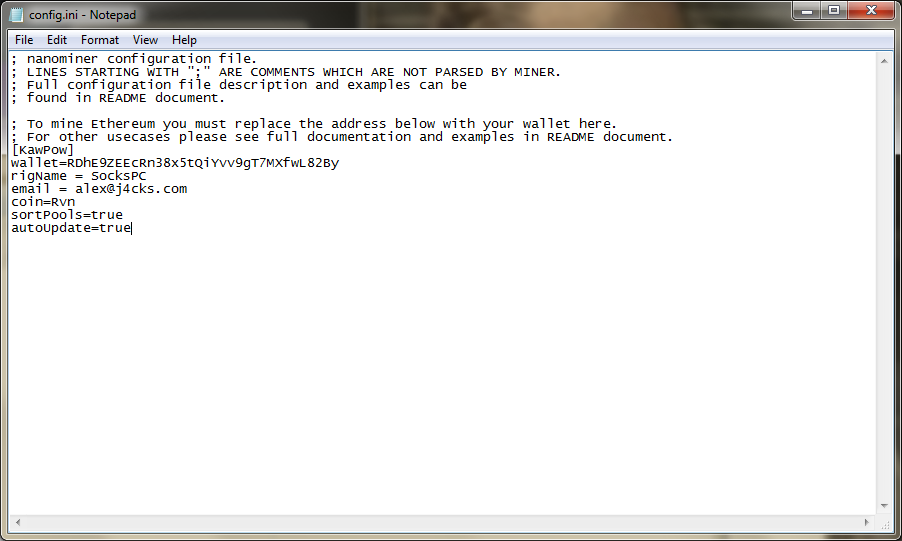 config.ini - Notepad
File Edit Format View Help
; nanominer configuration file.
; LINES STARTING WITH ";" ARE COMMENTS WHICH ARE NOT PARSED BY MINER.
; Full configuration file description and examples can be
; found in README document.
; To mine Ethereum you must replace the address below with your wallet here.
; For other usecases please see full documentation and examples in README document.
[KawPow]
wallet=RDhE9ZEEcRn38x5tQiYvv9gT7MXfwL82By
rigName = SocksPC
email = alex@j4cks.com
coin=Rvn
sortPools=true
autoUpdate=true